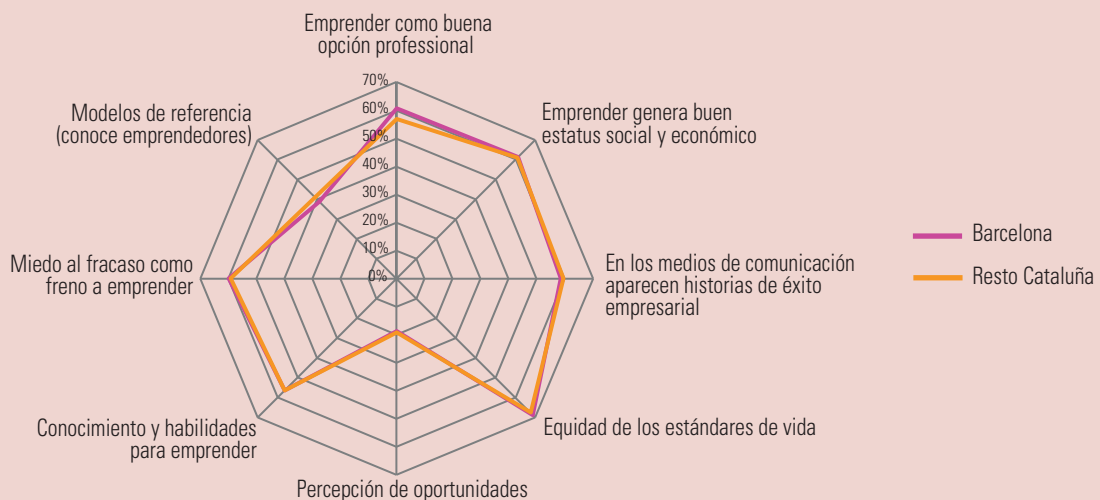 Emprender como buena
opción professional
70%
60%
50%
40%
30%
20%
10%
0%
Emprender genera buen
estatus social y económico
En los medios de comunicación
aparecen historias de éxito
empresarial
Equidad de los estándares de vida
Percepción de oportunidades
Conocimiento y habilidades
para emprender
Miedo al fracaso como
freno a emprender
Modelos de referencia
(conoce emprendedores)
Barcelona
Resto Cataluña